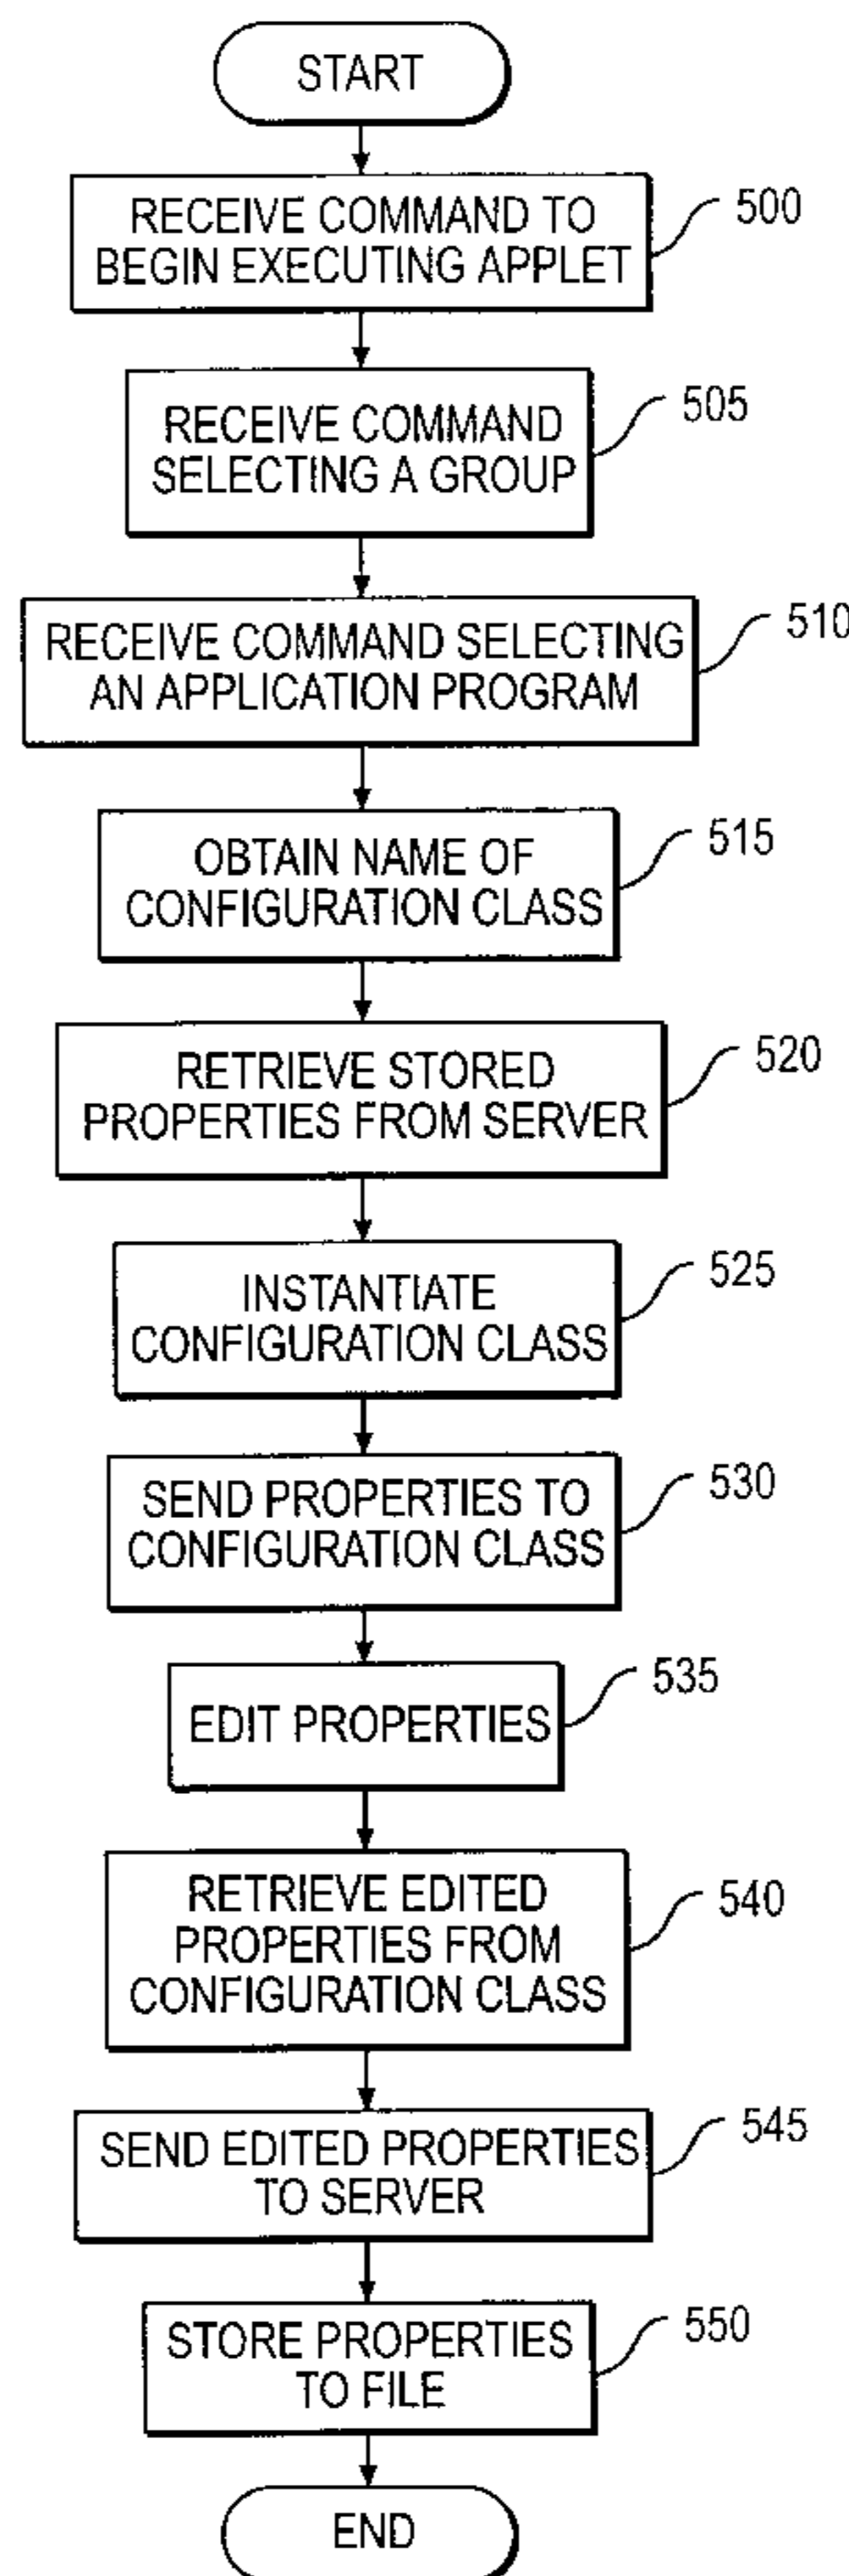 START
RECEIVE COMMAND TO
BEGIN EXECUTING APPLET
500
RECEIVE COMMAND
SELECTING A GROUP
505
RECEIVE COMMAND SELECTING
AN APPLICATION PROGRAM
510
OBTAIN NAME OF
CONFIGURATION CLASS
515
RETRIEVE STORED
PROPERTIES FROM SERVER
520
INSTANTIATE
CONFIGURATION CLASS
525
SEND PROPERTIES TO
CONFIGURATION CLASS
530
EDIT PROPERTIES
535
RETRIEVE EDITED
PROPERTIES FROM
CONFIGURATION CLASS
540
SEND EDITED PROPERTIES
TO SERVER
545
STORE PROPERTIES
TO FILE
550
END